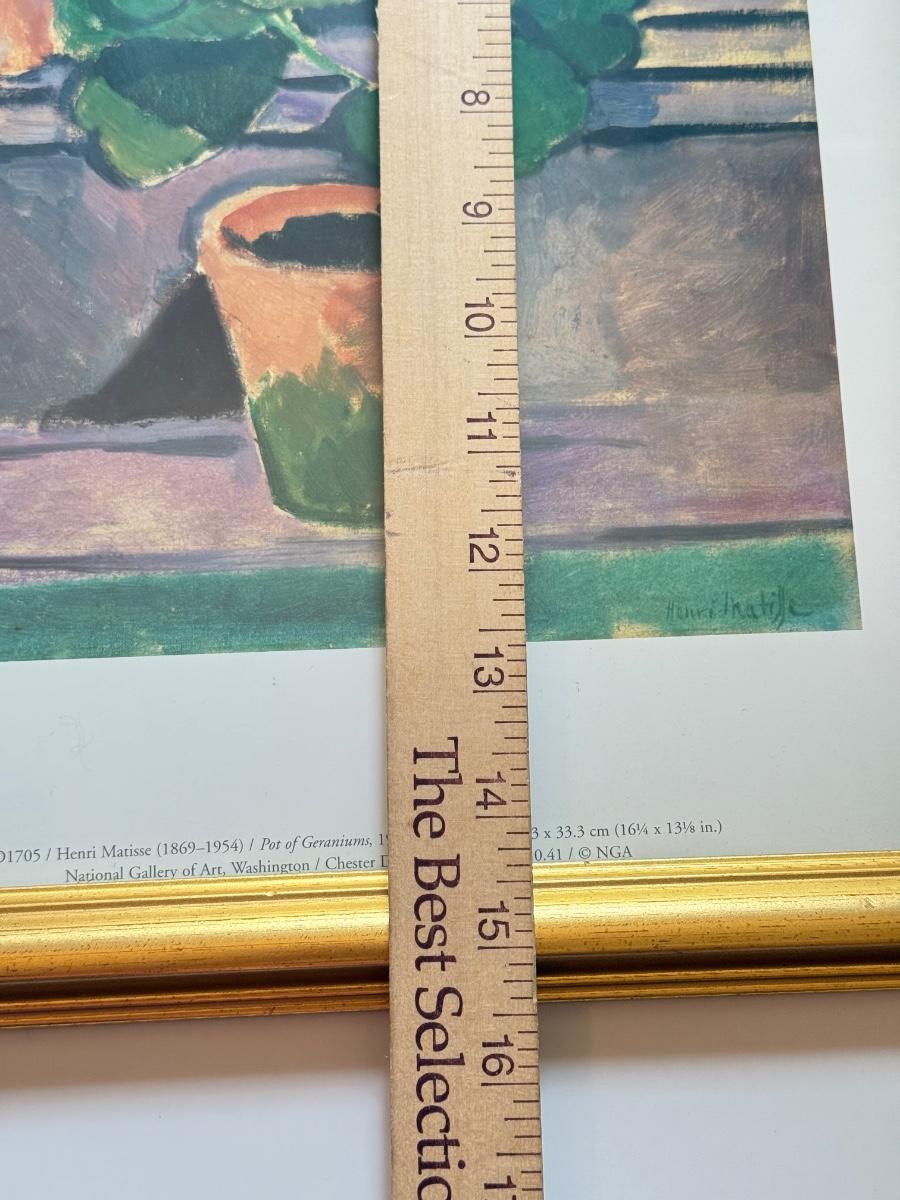 8
9
10
11
12
Henri Matisse
13
14
The Best Selectio
D1705 / Henri Matisse (1869–1954) / Pot of Geraniums, 19
3 x 33.3 cm (16¼ x 13⅛ in.)
National Gallery of Art, Washington / Chester D
0.41 / © NGA
15
16